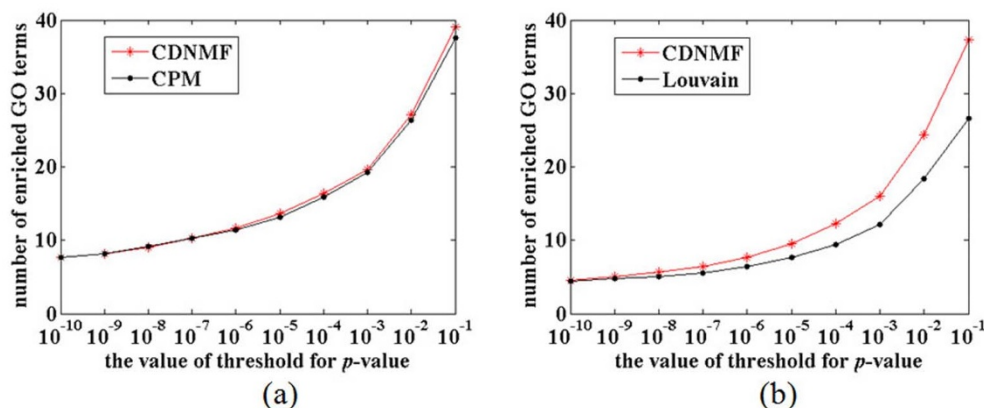 number of enriched GO terms
40
30
20
10
0
CDNMF
CPM
10⁻¹⁰ 10⁻⁹ 10⁻⁸ 10⁻⁷ 10⁻⁶ 10⁻⁵ 10⁻⁴ 10⁻³ 10⁻² 10⁻¹
the value of threshold for p-value
(a)
number of enriched GO terms
40
30
20
10
0
CDNMF
Louvain
10⁻¹⁰ 10⁻⁹ 10⁻⁸ 10⁻⁷ 10⁻⁶ 10⁻⁵ 10⁻⁴ 10⁻³ 10⁻² 10⁻¹
the value of threshold for p-value
(b)